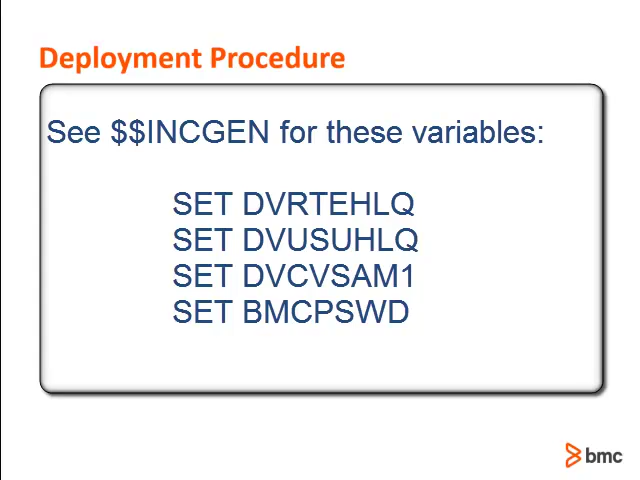 Deployment Procedure
See $$INCGEN for these variables:
SET DVRTEHLQ
SET DVUSUHLQ
SET DVCVSAM1
SET BMCPSWD
bmc